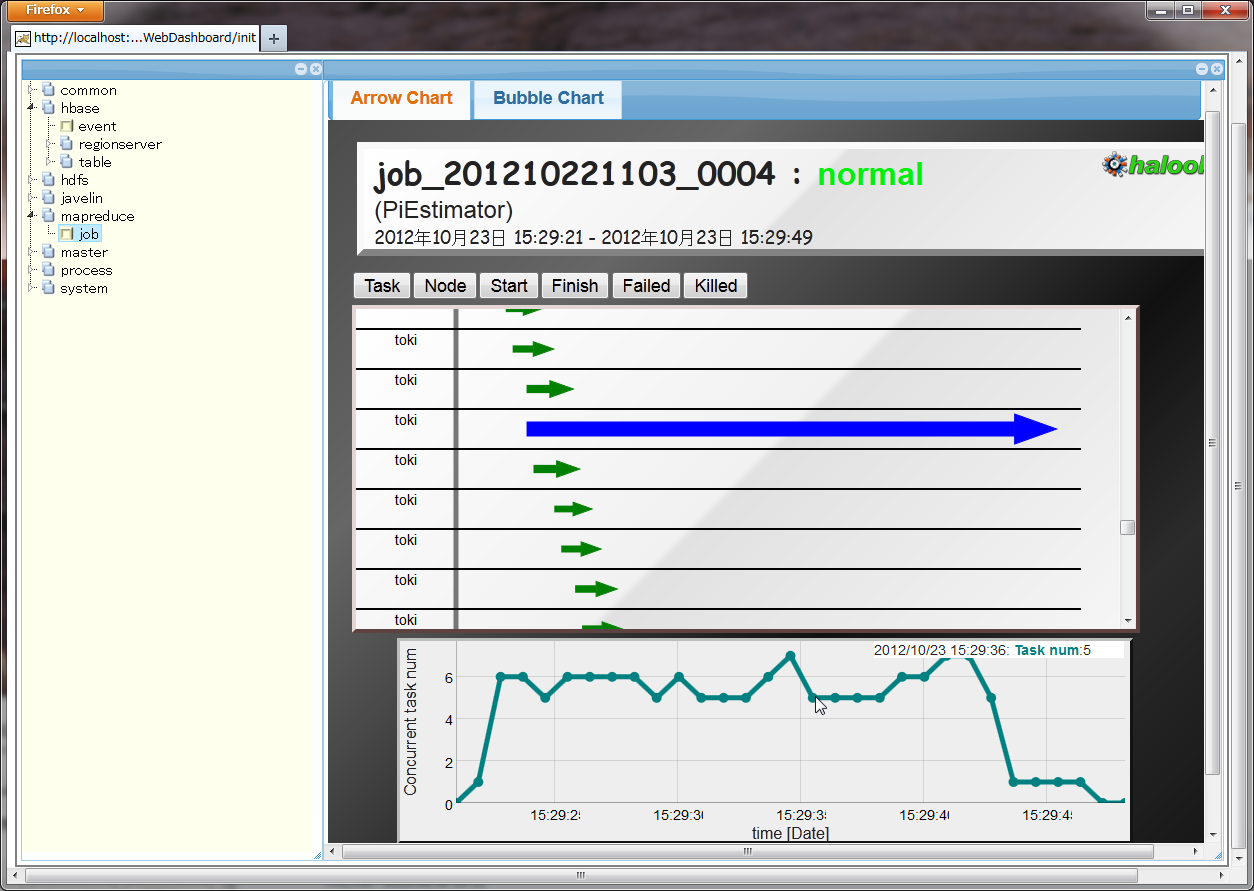 Firefox
http://localhost:...WebDashboard/init
common
hbase
event
regionserver
table
hdfs
javelin
mapreduce
job
master
process
system
Arrow Chart
Bubble Chart
job_201210221103_0004 : normal
(PiEstimator)
2012年10月23日 15:29:21 - 2012年10月23日 15:29:49
halook
Task
Node
Start
Finish
Failed
Killed
toki
toki
toki
toki
toki
toki
toki
toki
2012/10/23 15:29:36: Task num:5
Concurrent task num
6
4
2
0
15:29:2
15:29:3
15:29:3
15:29:4
15:29:4
time [Date]